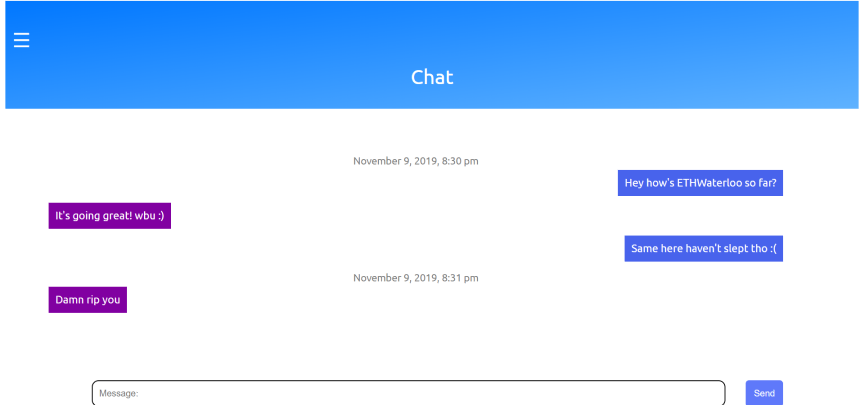 Chat
November 9, 2019, 8:30 pm
Hey how's ETHWaterloo so far?
It's going great! wbu :)
Same here haven't slept tho :(
November 9, 2019, 8:31 pm
Damn rip you
Message:
Send